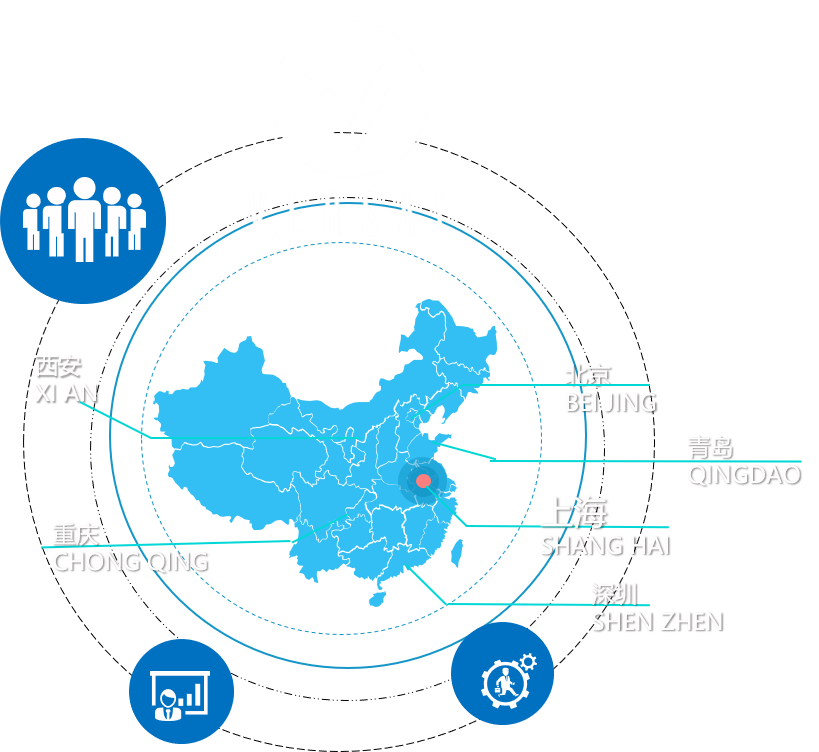 西安
XI AN
北京
BEIJING
青岛
QINGDAO
上海
SHANG HAI
重庆
CHONG QING
深圳
SHEN ZHEN